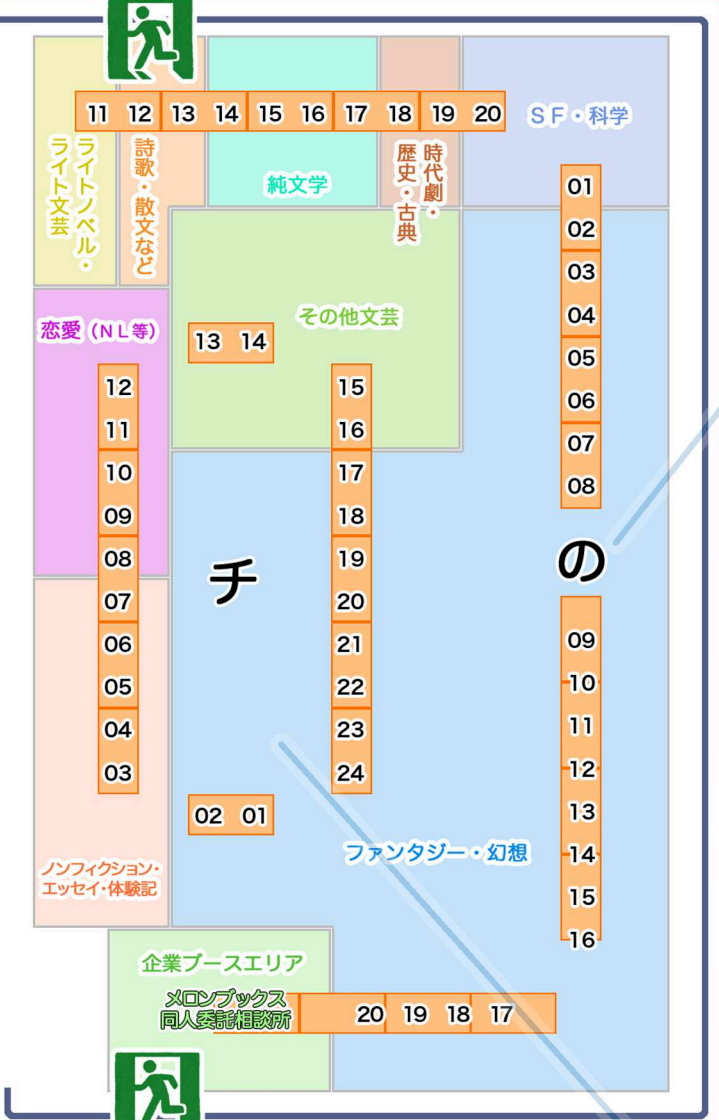 11 12 13 14 15 16 17 18 19 20
SF・科学
ライトノベル・
ライト文芸
詩歌・散文など
純文学
時代劇・
歴史・古典
01
02
03
04
05
06
07
08
その他文芸
13 14
恋愛（NL等）
12
11
10
09
08
07
06
05
04
03
15
16
17
18
19
20
21
22
23
24
チ
の
09
10
11
12
13
14
15
16
02 01
ファンタジー・幻想
ノンフィクション・
エッセイ・体験記
企業ブースエリア
メロンブックス
同人委託相談所
20 19 18 17